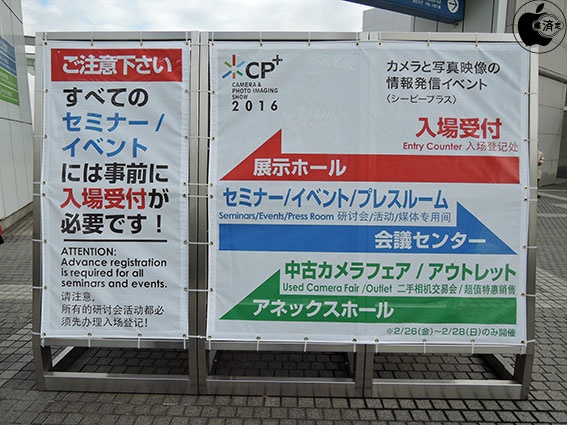 ご注意下さい
すべての
セミナー/
イベント
には事前に
入場受付が
必要です！
ATTENTION:
Advance registration
is required for all
seminars and events.
请注意,
所有的研讨会活动都必
须先办理入场登记!
CP+
CAMERA &
PHOTO IMAGING
SHOW
2016
カメラと写真映像の
情報発信イベント
〈シーピープラス〉
入場受付
Entry Counter 入场登记处
展示ホール
セミナー/イベント/プレスルーム
Seminars/Events/Press Room 研讨会/活动/媒体专用间
会議センター
中古カメラフェア / アウトレット
Used Camera Fair /Outlet 二手相机交易会/超值特惠销售
アネックスホール
※2/26(金)～2/28(日)のみ開催